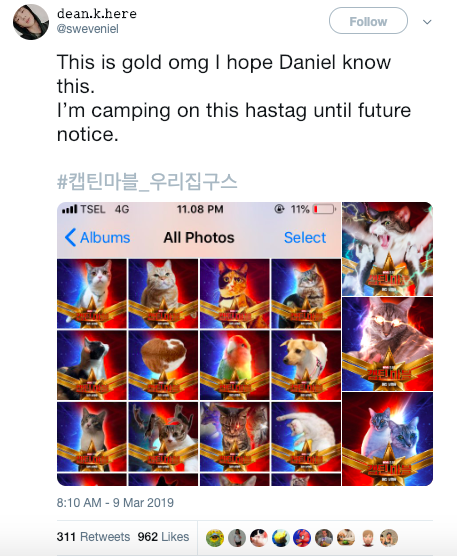 dean.k.here
@sweveniel
Follow
This is gold omg I hope Daniel know
this.
I'm camping on this hastag until future
notice.
#캡틴마블_우리집구스
TSEL 4G 11.08 PM 11%
Albums All Photos Select
8:10 AM - 9 Mar 2019
311 Retweets 962 Likes